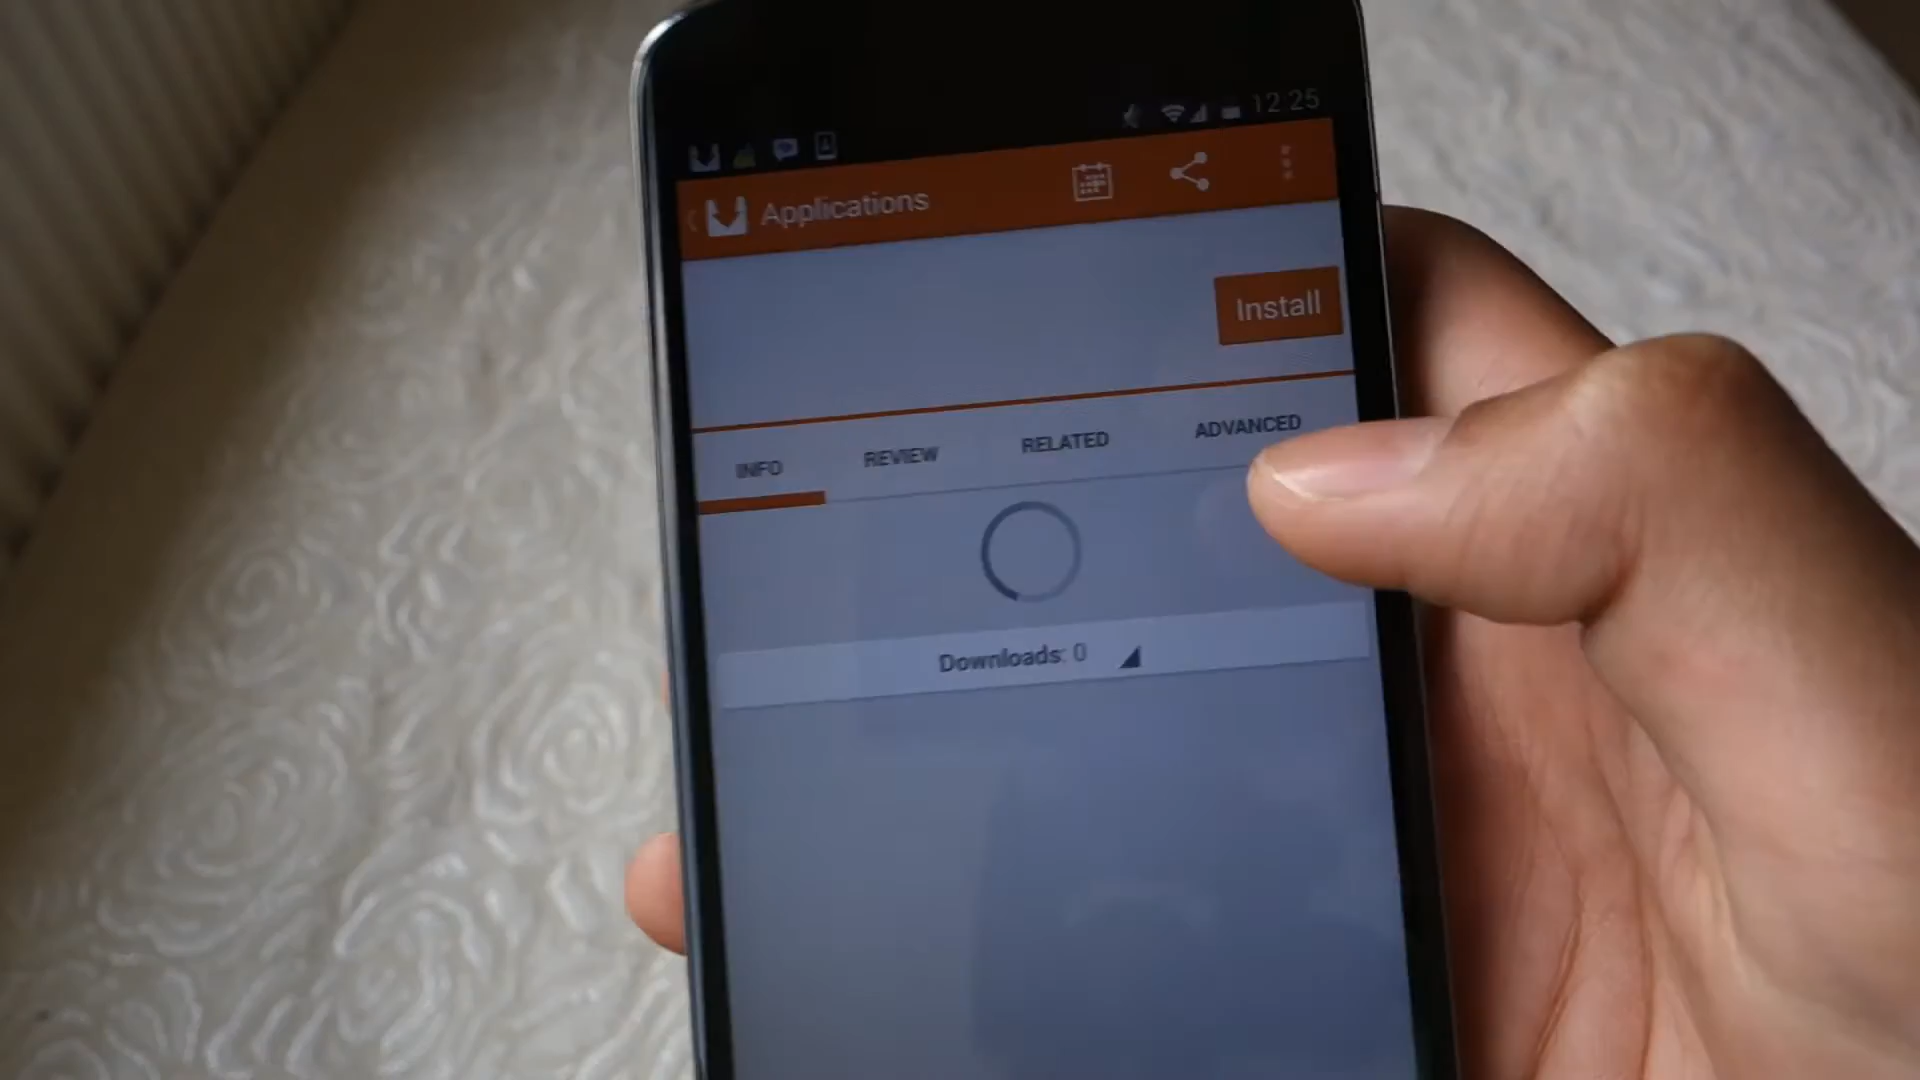 12:25
Applications
Install
INFO REVIEW RELATED ADVANCED
Downloads: 0